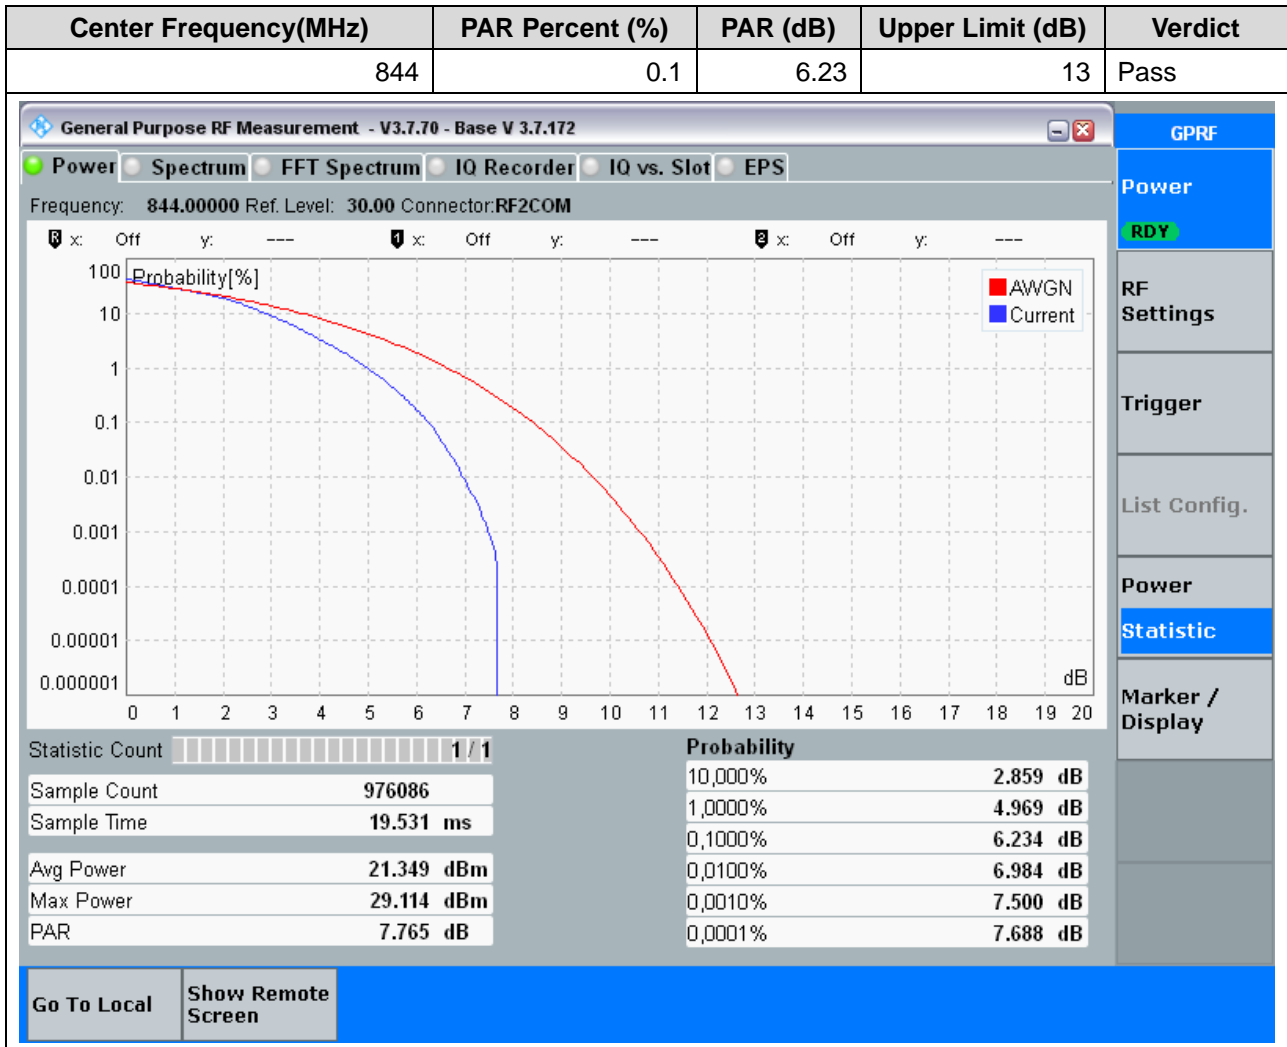 Center Frequency(MHz) PAR Percent (%) PAR (dB) Upper Limit (dB) Verdict
844 0.1 6.23 13 Pass
General Purpose RF Measurement - V3.7.70 - Base V 3.7.172
GPRF
Power Spectrum FFT Spectrum IQ Recorder IQ vs. Slot EPS
Frequency: 844.00000 Ref. Level: 30.00 Connector:RF2COM
Power
RDY
R x: Off y: --- 1 x: Off y: --- 2 x: Off y: ---
Probability[%]
AWGN
Current
100
10
1
0.1
0.01
0.001
0.0001
0.00001
0.000001
dB
0 1 2 3 4 5 6 7 8 9 10 11 12 13 14 15 16 17 18 19 20
RF
Settings
Trigger
List Config.
Power
Statistic
Marker /
Display
Statistic Count 1 / 1
Sample Count 976086
Sample Time 19.531 ms
Avg Power 21.349 dBm
Max Power 29.114 dBm
PAR 7.765 dB
Probability
10,000% 2.859 dB
1,0000% 4.969 dB
0,1000% 6.234 dB
0,0100% 6.984 dB
0,0010% 7.500 dB
0,0001% 7.688 dB
Go To Local
Show Remote
Screen